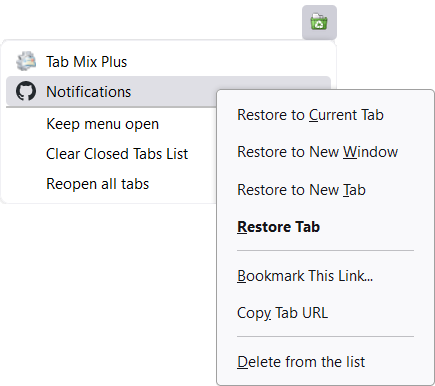 Tab Mix Plus
Notifications
Keep menu open
Clear Closed Tabs List
Reopen all tabs
Restore to Current Tab
Restore to New Window
Restore to New Tab
Restore Tab
Bookmark This Link...
Copy Tab URL
Delete from the list